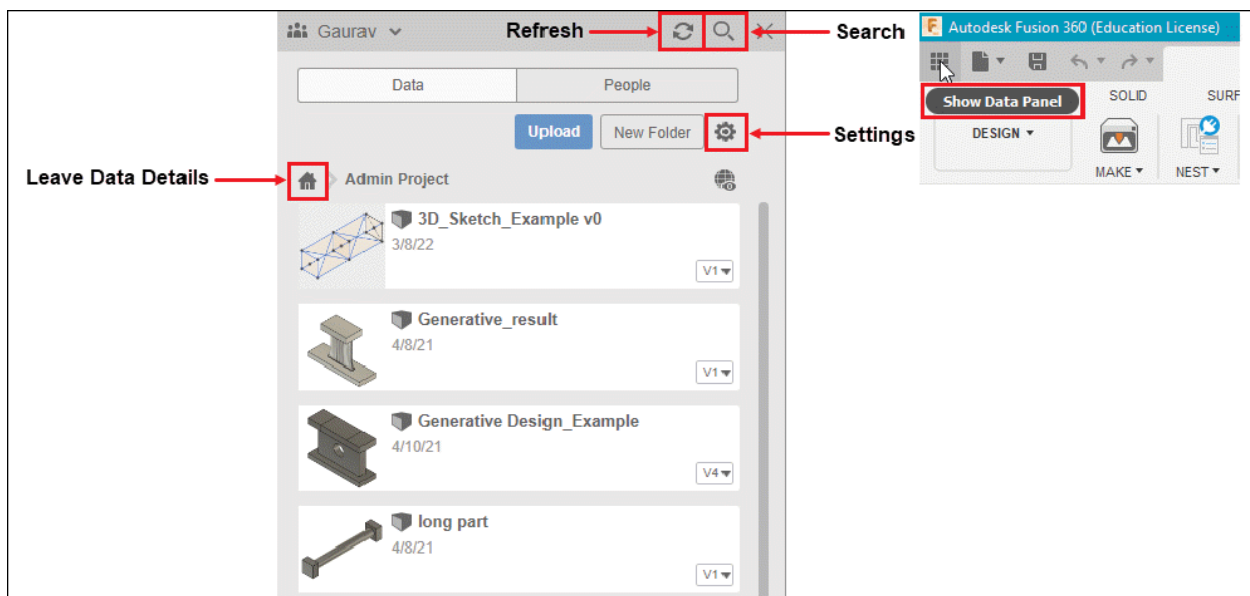 Gaurav
Refresh
Search
Data
People
Upload
New Folder
Settings
Leave Data Details
Admin Project
3D_Sketch_Example v0
3/8/22
V1
Generative_result
4/8/21
V1
Generative Design_Example
4/10/21
V4
long part
4/8/21
V1
Autodesk Fusion 360 (Education License)
Show Data Panel
SOLID
SURF
DESIGN
MAKE
NEST